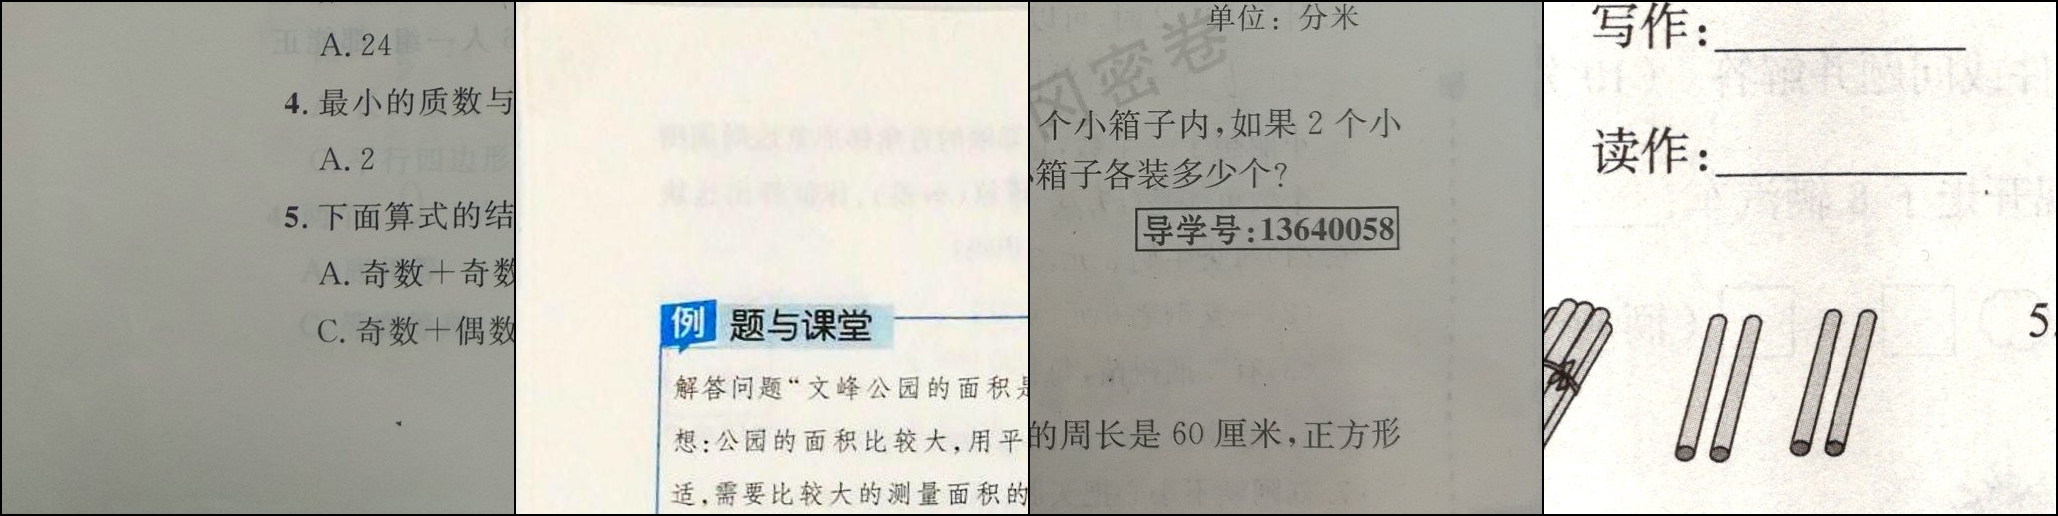 A. 24
4. 最小的质数与
A. 2
5. 下面算式的结
A. 奇数＋奇数
C. 奇数＋偶数
例 题与课堂
解答问题“文峰公园的面积是
想:公园的面积比较大,用平
适,需要比较大的测量面积的
单位: 分米
密卷
个小箱子内,如果 2 个小
箱子各装多少个?
导学号:13640058
的周长是 60 厘米,正方形
写作:
读作:
5.